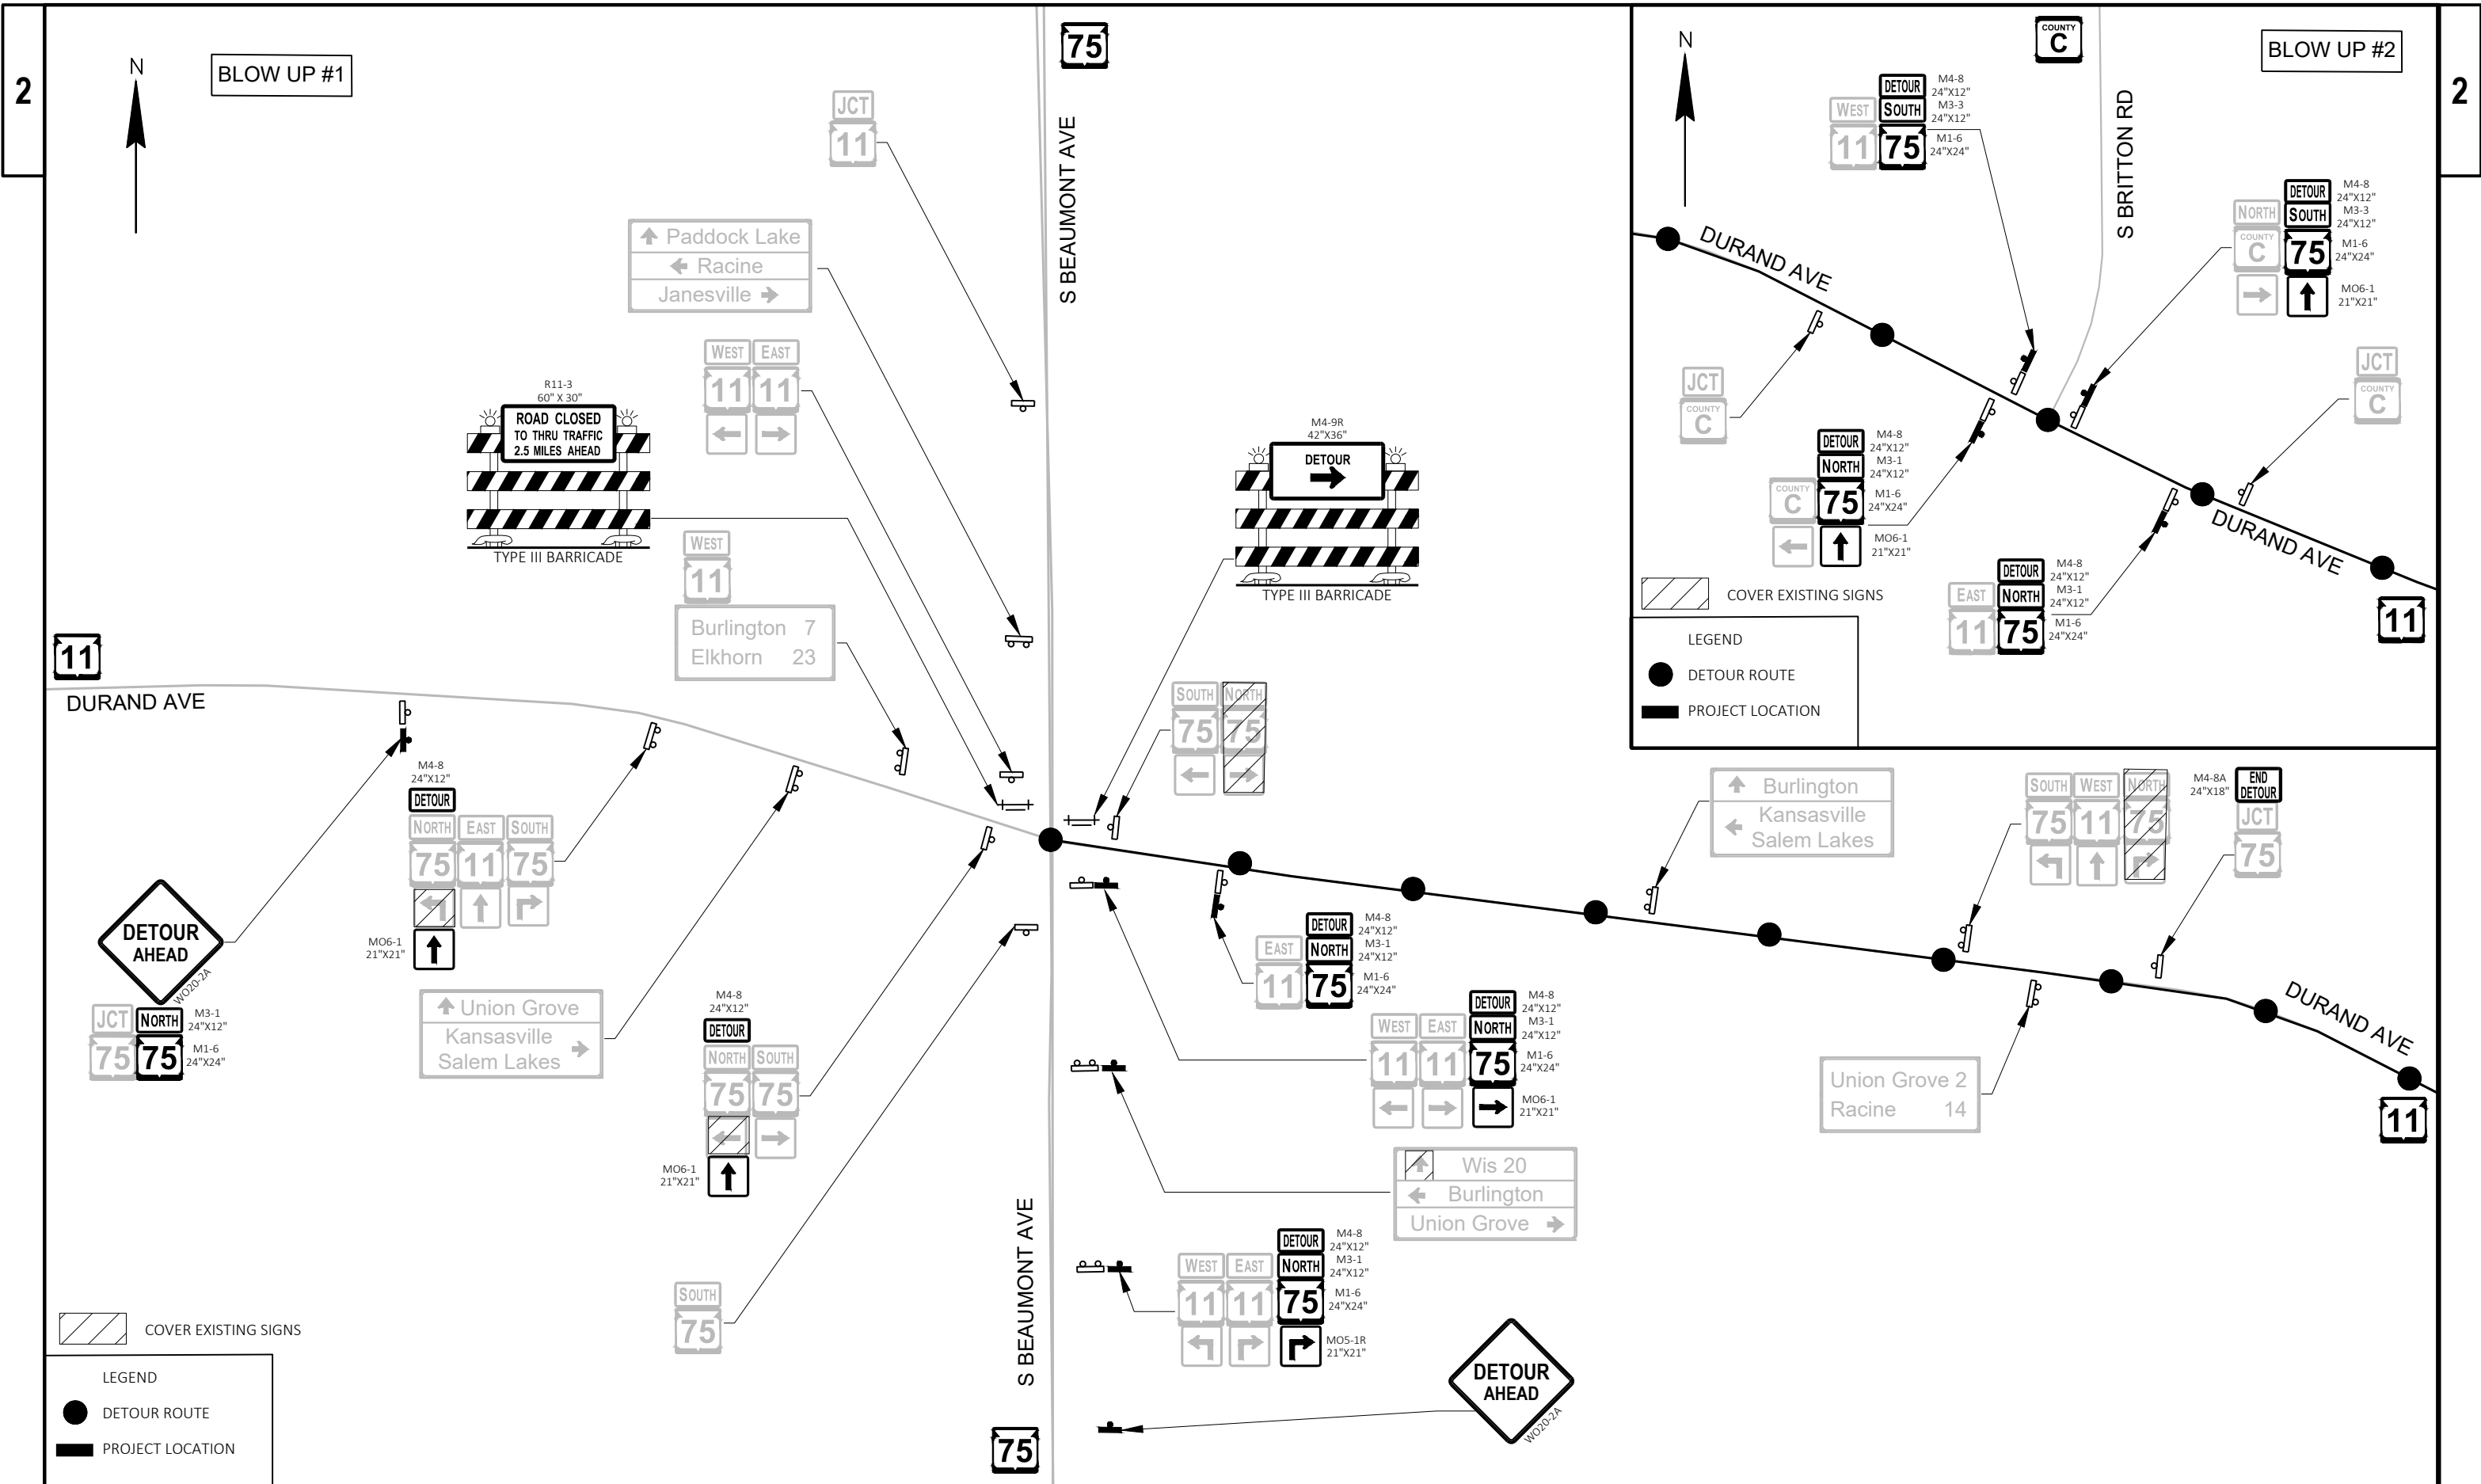 2
BLOW UP #1
N
75
S BEAUMONT AVE
JCT
11
Paddock Lake
Racine
Janesville
WEST EAST
11 11
R11-3
60" X 30"
ROAD CLOSED
TO THRU TRAFFIC
2.5 MILES AHEAD
TYPE III BARRICADE
M4-9R
42"X36"
DETOUR
TYPE III BARRICADE
WEST
11
Burlington 7
Elkhorn 23
11
DURAND AVE
SOUTH NORTH
75 75
M4-8
24"X12"
DETOUR
NORTH EAST SOUTH
75 11 75
MO6-1
21"X21"
DETOUR
AHEAD
WO20-2A
JCT NORTH
75 75
M3-1
24"X12"
M1-6
24"X24"
Union Grove
Kansasville
Salem Lakes
M4-8
24"X12"
DETOUR
NORTH SOUTH
75 75
MO6-1
21"X21"
SOUTH
75
S BEAUMONT AVE
75
DETOUR
EAST NORTH
11 75
M4-8
24"X12"
M3-1
24"X12"
M1-6
24"X24"
DETOUR
WEST EAST NORTH
11 11 75
M4-8
24"X12"
M3-1
24"X12"
M1-6
24"X24"
MO6-1
21"X21"
Wis 20
Burlington
Union Grove
DETOUR
WEST EAST NORTH
11 11 75
M4-8
24"X12"
M3-1
24"X12"
M1-6
24"X24"
MO5-1R
21"X21"
DETOUR
AHEAD
WO20-2A
Burlington
Kansasville
Salem Lakes
SOUTH WEST NORTH
75 11 75
M4-8A
24"X18"
END
DETOUR
JCT
75
Union Grove 2
Racine 14
DURAND AVE
11
COVER EXISTING SIGNS
LEGEND
DETOUR ROUTE
PROJECT LOCATION
BLOW UP #2
N
COUNTY
C
S BRITTON RD
DETOUR
WEST SOUTH
11 75
M4-8
24"X12"
M3-3
24"X12"
M1-6
24"X24"
DETOUR
NORTH SOUTH
COUNTY
C 75
M4-8
24"X12"
M3-3
24"X12"
M1-6
24"X24"
MO6-1
21"X21"
DURAND AVE
JCT
COUNTY
C
JCT
COUNTY
C
DETOUR
NORTH
COUNTY
C 75
M4-8
24"X12"
M3-1
24"X12"
M1-6
24"X24"
MO6-1
21"X21"
DETOUR
EAST NORTH
11 75
M4-8
24"X12"
M3-1
24"X12"
M1-6
24"X24"
DURAND AVE
11
COVER EXISTING SIGNS
LEGEND
DETOUR ROUTE
PROJECT LOCATION
2